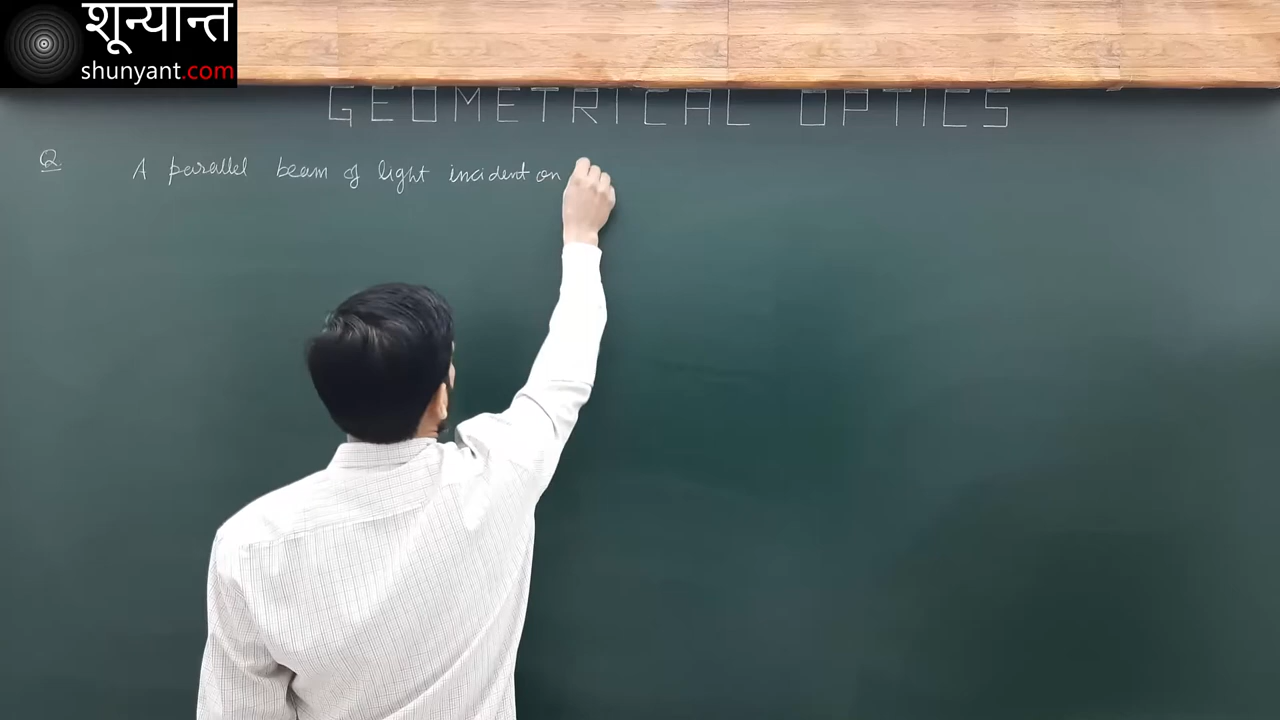 शून्यान्त
shunyant.com
GEOMETRICAL OPTICS
Q. A parallel beam of light incident on